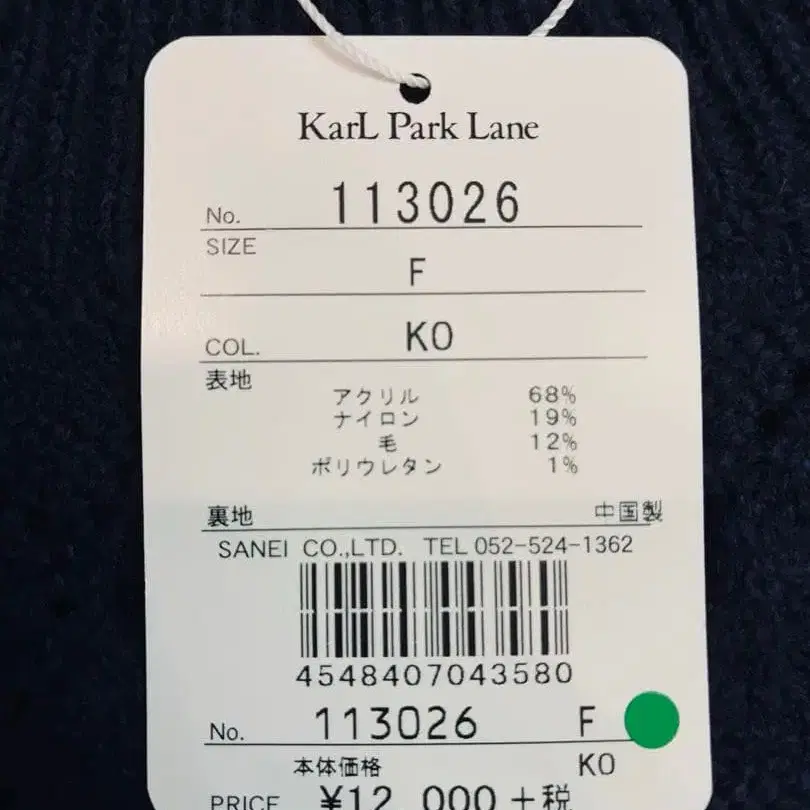 KarL Park Lane
No. 113026
SIZE
F
COL. KO
表地
アクリル 68%
ナイロン 19%
毛 12%
ポリウレタン 1%
裏地 中国製
SANEI CO.,LTD. TEL 052-524-1362
4548407043580
No. 113026 F
本体価格 KO
PRICE ¥12,000+税